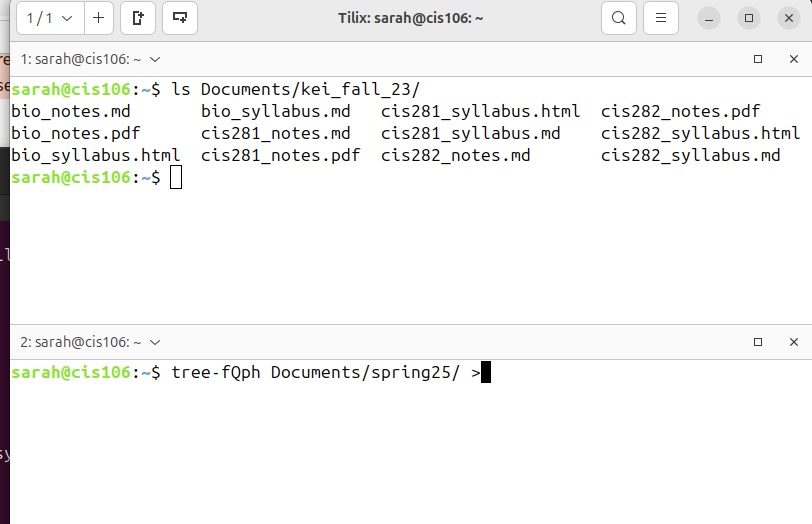 1 / 1
Tilix: sarah@cis106: ~
1: sarah@cis106: ~
sarah@cis106:~$ ls Documents/kei_fall_23/
bio_notes.md bio_syllabus.md cis281_syllabus.html cis282_notes.pdf
bio_notes.pdf cis281_notes.md cis281_syllabus.md cis282_syllabus.html
bio_syllabus.html cis281_notes.pdf cis282_notes.md cis282_syllabus.md
sarah@cis106:~$
2: sarah@cis106: ~
sarah@cis106:~$ tree-fQph Documents/spring25/ >